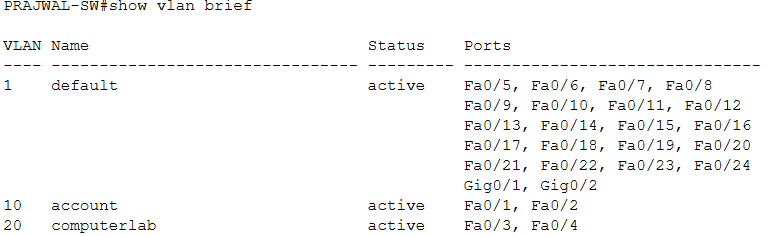 PRAJWAL-SW#show vlan brief
VLAN Name                             Status    Ports
---- -------------------------------- --------- -------------------------------
1    default                          active    Fa0/5, Fa0/6, Fa0/7, Fa0/8
                                                Fa0/9, Fa0/10, Fa0/11, Fa0/12
                                                Fa0/13, Fa0/14, Fa0/15, Fa0/16
                                                Fa0/17, Fa0/18, Fa0/19, Fa0/20
                                                Fa0/21, Fa0/22, Fa0/23, Fa0/24
                                                Gig0/1, Gig0/2
10   account                          active    Fa0/1, Fa0/2
20   computerlab                      active    Fa0/3, Fa0/4